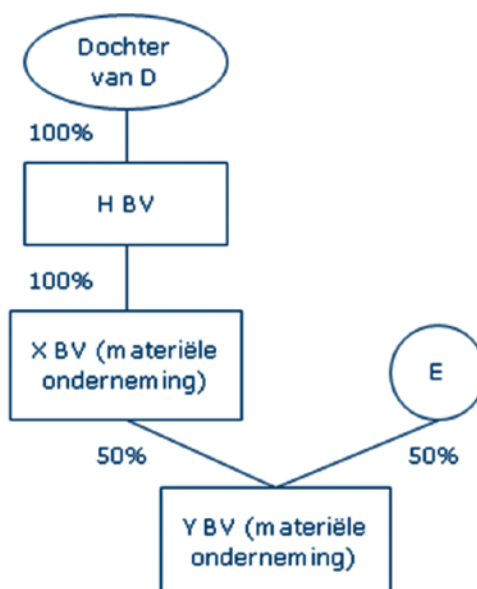 Dochter
van D
100%
H BV
100%
X BV (materiële
onderneming)
E
50%
50%
Y BV (materiële
onderneming)